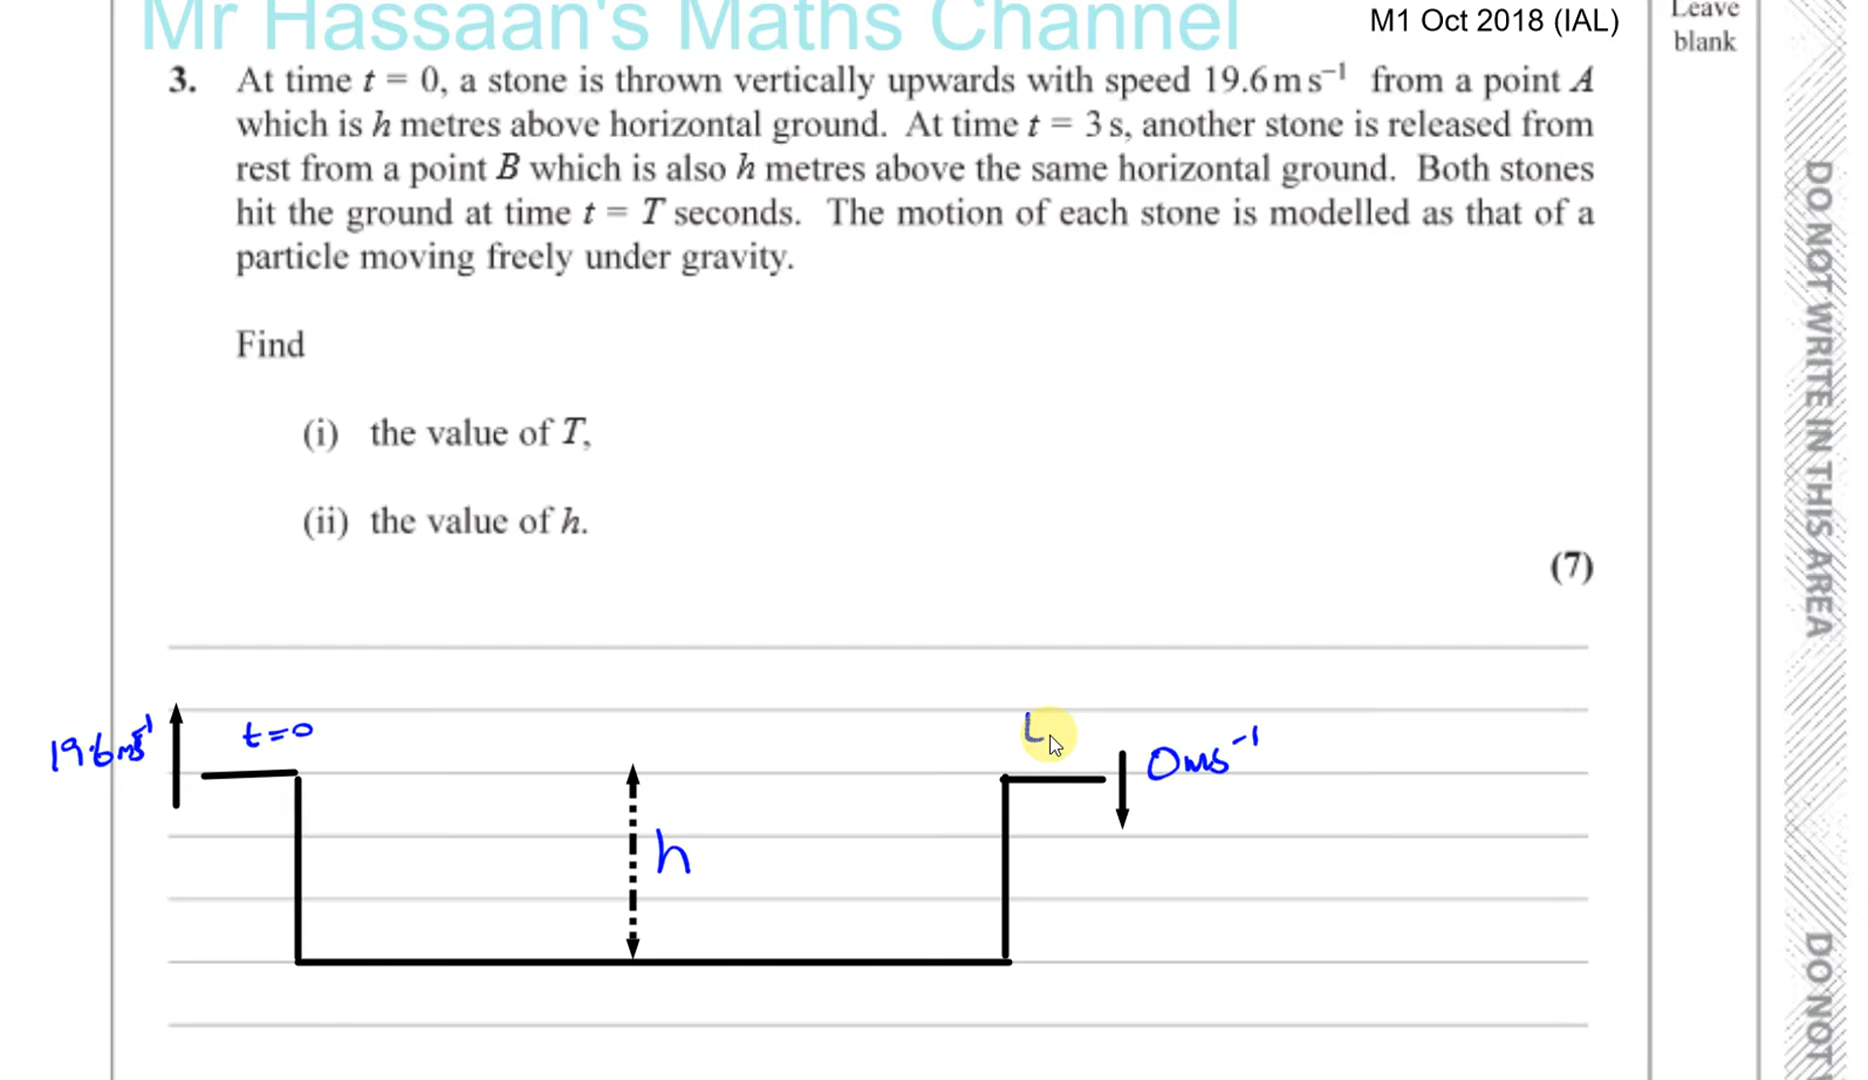 Mr Hassaan's Maths Channel
M1 Oct 2018 (IAL)
Leave
blank
3. At time t = 0, a stone is thrown vertically upwards with speed 19.6 m s⁻¹ from a point A
which is h metres above horizontal ground. At time t = 3 s, another stone is released from
rest from a point B which is also h metres above the same horizontal ground. Both stones
hit the ground at time t = T seconds. The motion of each stone is modelled as that of a
particle moving freely under gravity.
Find
(i) the value of T,
(ii) the value of h.
(7)
19.6ms⁻¹
t=0
0ms⁻¹
h
DO NOT WRITE IN THIS AREA
DO NOT